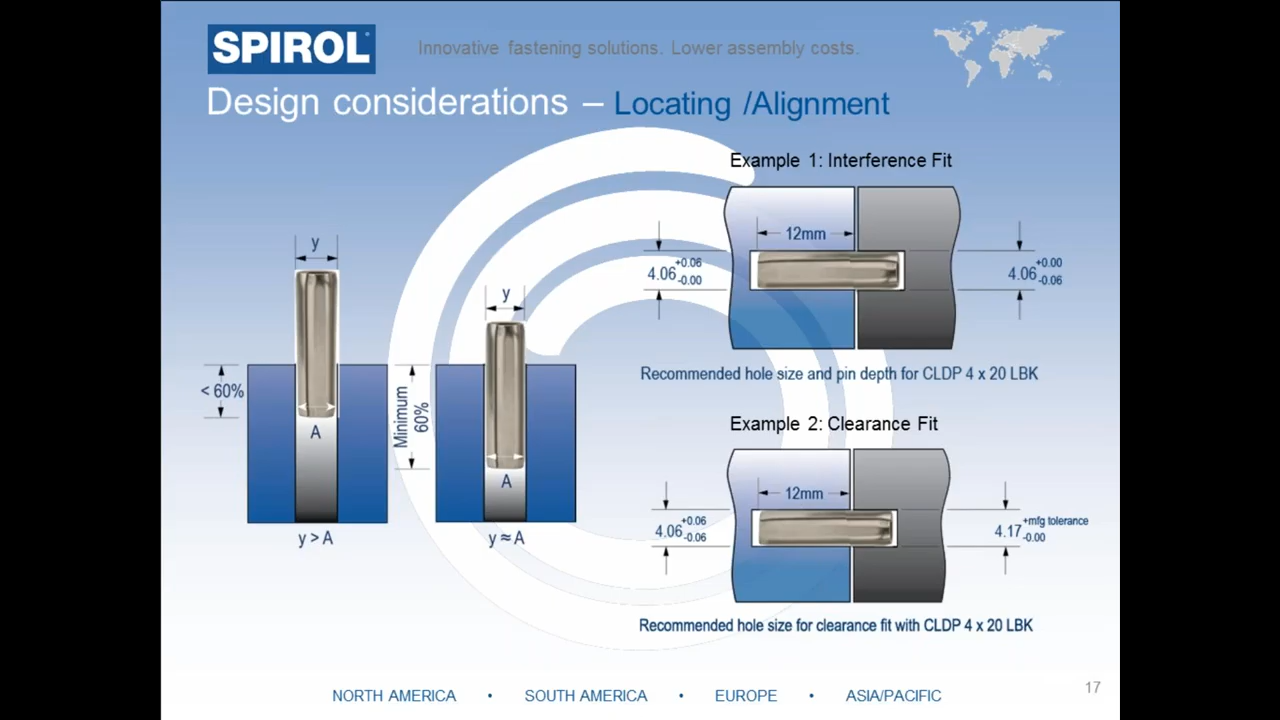 SPIROL
Innovative fastening solutions. Lower assembly costs.
Design considerations – Locating /Alignment
Example 1: Interference Fit
12mm
4.06 +0.06 -0.00
4.06 +0.00 -0.06
Recommended hole size and pin depth for CLDP 4 x 20 LBK
y
y
< 60%
Minimum 60%
A
A
y > A
y ≈ A
Example 2: Clearance Fit
12mm
4.06 +0.06 -0.06
4.17 +mfg tolerance -0.00
Recommended hole size for clearance fit with CLDP 4 x 20 LBK
NORTH AMERICA • SOUTH AMERICA • EUROPE • ASIA/PACIFIC
17